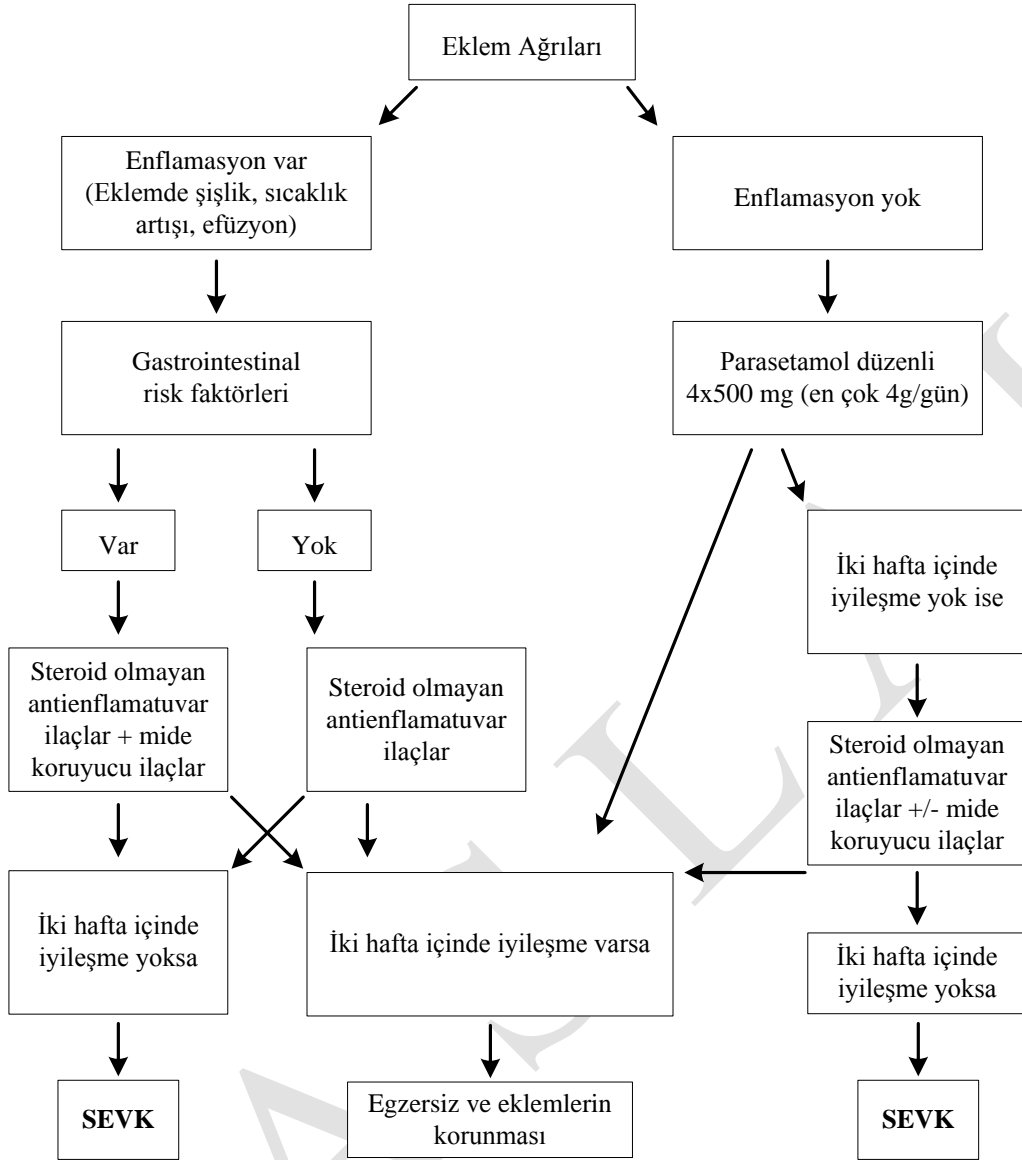 Eklem Ağrıları
Enflamasyon var
(Eklemde şişlik, sıcaklık
artışı, efüzyon)
Enflamasyon yok
Gastrointestinal
risk faktörleri
Parasetamol düzenli
4x500 mg (en çok 4g/gün)
Var
Yok
İki hafta içinde
iyileşme yok ise
Steroid olmayan
antienflamatuvar
ilaçlar + mide
koruyucu ilaçlar
Steroid olmayan
antienflamatuvar
ilaçlar
Steroid olmayan
antienflamatuvar
ilaçlar +/- mide
koruyucu ilaçlar
İki hafta içinde
iyileşme yoksa
İki hafta içinde iyileşme varsa
İki hafta içinde
iyileşme yoksa
SEVK
Egzersiz ve eklemlerin
korunması
SEVK